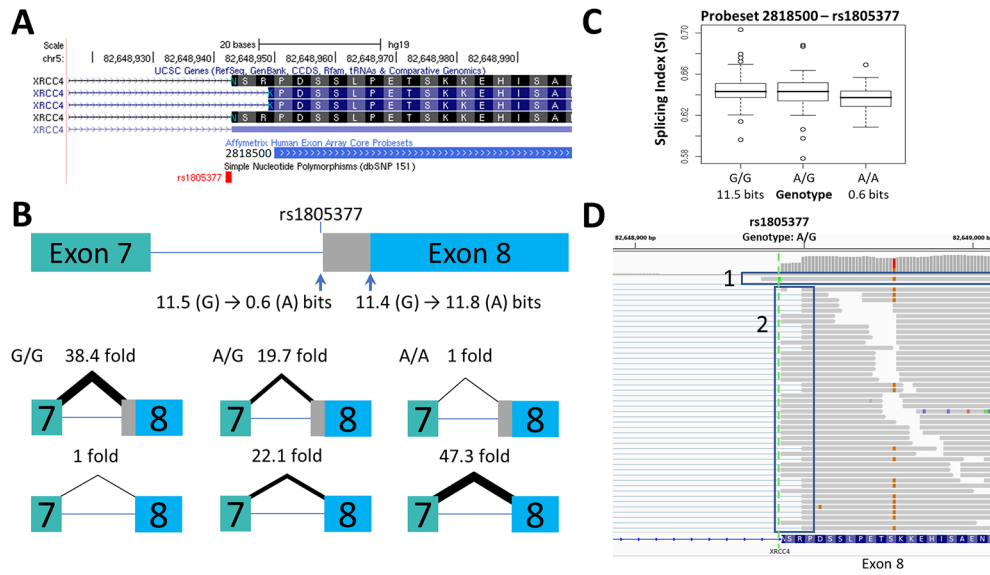 A
Scale
20 bases
hg19
chr5:
82,648,930
82,648,940
82,648,950
82,648,960
82,648,970
82,648,980
82,648,990
UCSC Genes (RefSeq, GenBank, CCDS, Rfam, tRNAs & Comparative Genomics)
XRCC4 N S R P D S S L P E T S K K E H I S A
XRCC4 P D S S L P E T S K K E H I S A
XRCC4 P D S S L P E T S K K E H I S A
XRCC4 N S R P D S S L P E T S K K E H I S A
XRCC4
Affymetrix Human Exon Array Core Probesets
2818500
Simple Nucleotide Polymorphisms (dbSNP 151)
rs1805377
B
rs1805377
Exon 7
Exon 8
11.5 (G) → 0.6 (A) bits
11.4 (G) → 11.8 (A) bits
G/G 38.4 fold
A/G 19.7 fold
A/A 1 fold
7 8
7 8
7 8
1 fold
22.1 fold
47.3 fold
7 8
7 8
7 8
C
Probeset 2818500 – rs1805377
Splicing Index (SI)
0.70
0.66
0.62
0.58
G/G
A/G
A/A
11.5 bits
Genotype
0.6 bits
D
rs1805377
Genotype: A/G
82,648,900 bp
82,649,000 bp
1
2
S R P D S S L P E T S K K E H I S A E N
XRCC4
Exon 8